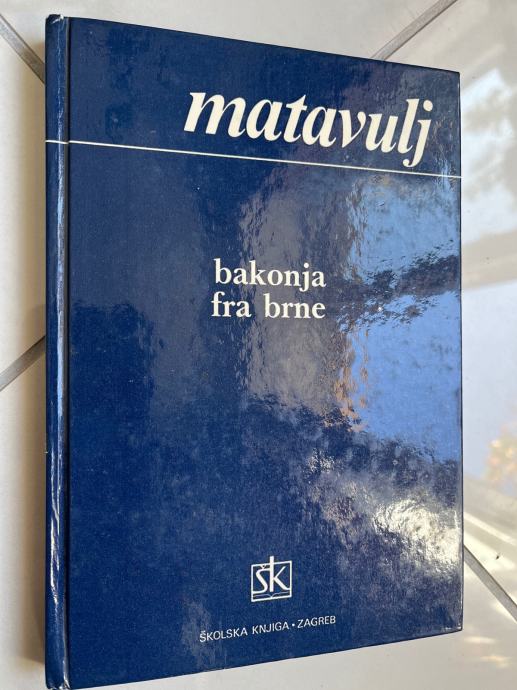 matavulj
bakonja
fra brne
šk
ŠKOLSKA KNJIGA • ZAGREB